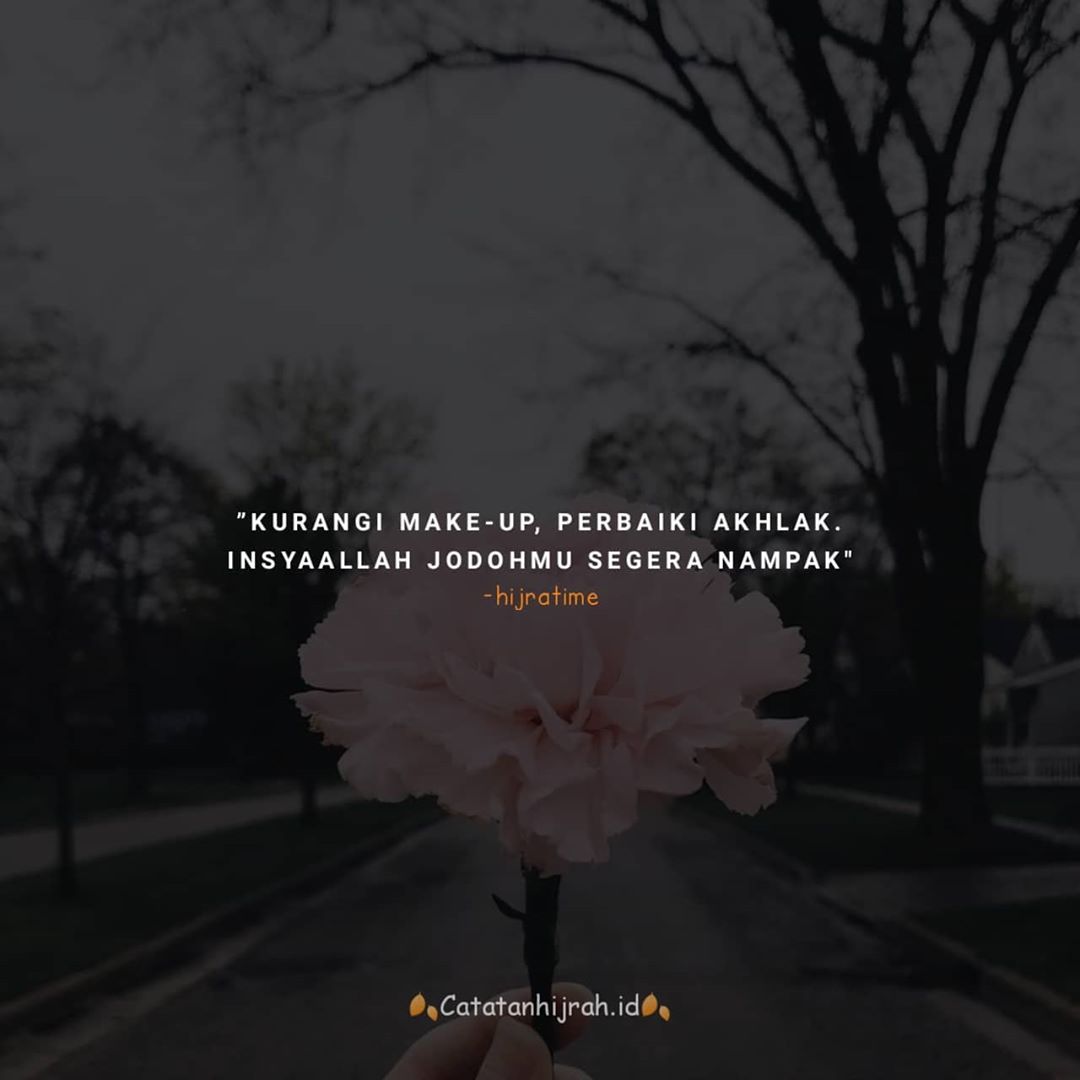 ”KURANGI MAKE-UP, PERBAIKI AKHLAK.
INSYAALLAH JODOHMU SEGERA NAMPAK"
-hijratime
🍂Catatanhijrah.id🍂